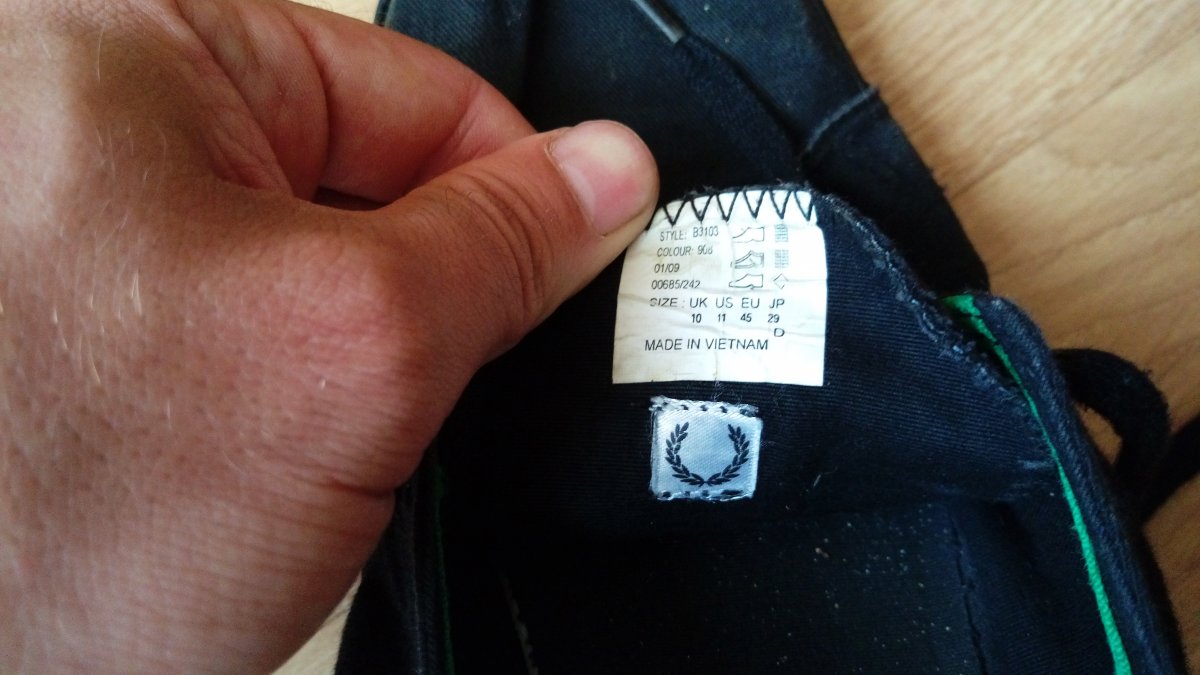 STYLE: B3103
COLOUR: 908
01/09
00685/242
SIZE : UK US EU JP
10 11 45 29
D
MADE IN VIETNAM